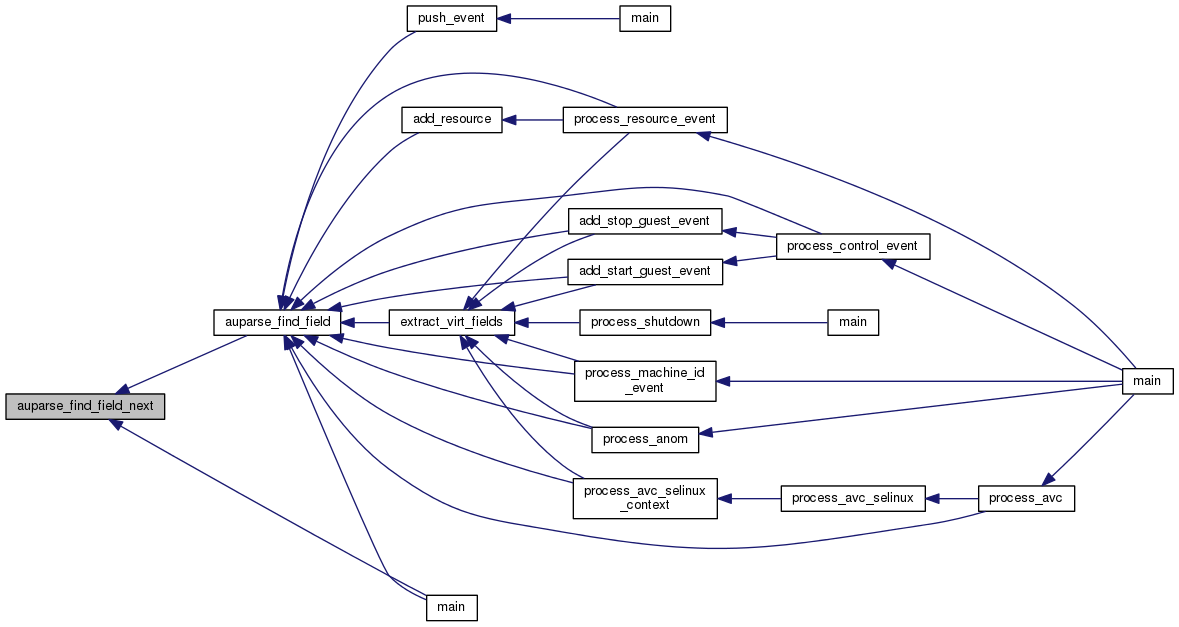 push_event
main
add_resource
process_resource_event
add_stop_guest_event
process_control_event
add_start_guest_event
auparse_find_field
extract_virt_fields
process_shutdown
main
process_machine_id
_event
main
auparse_find_field_next
process_anom
process_avc_selinux
_context
process_avc_selinux
process_avc
main